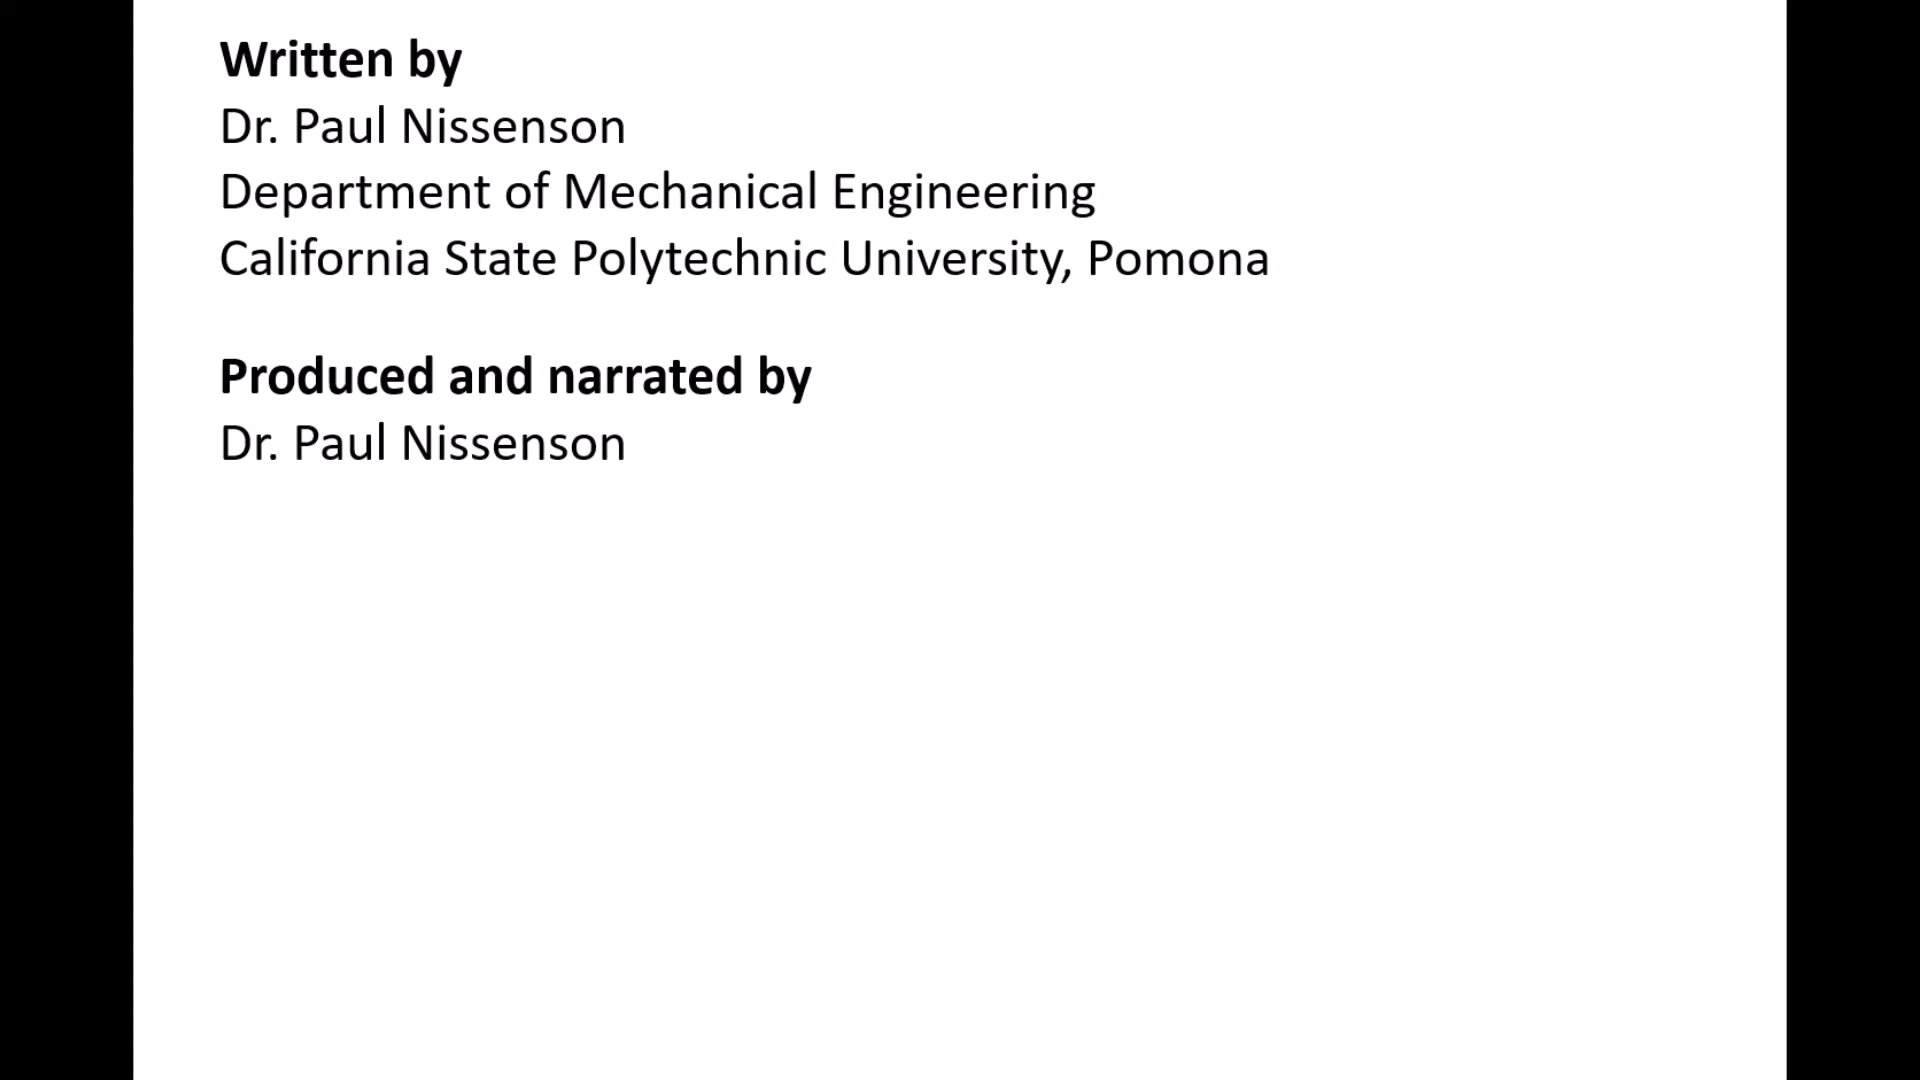 Written by
Dr. Paul Nissenson
Department of Mechanical Engineering
California State Polytechnic University, Pomona
Produced and narrated by
Dr. Paul Nissenson